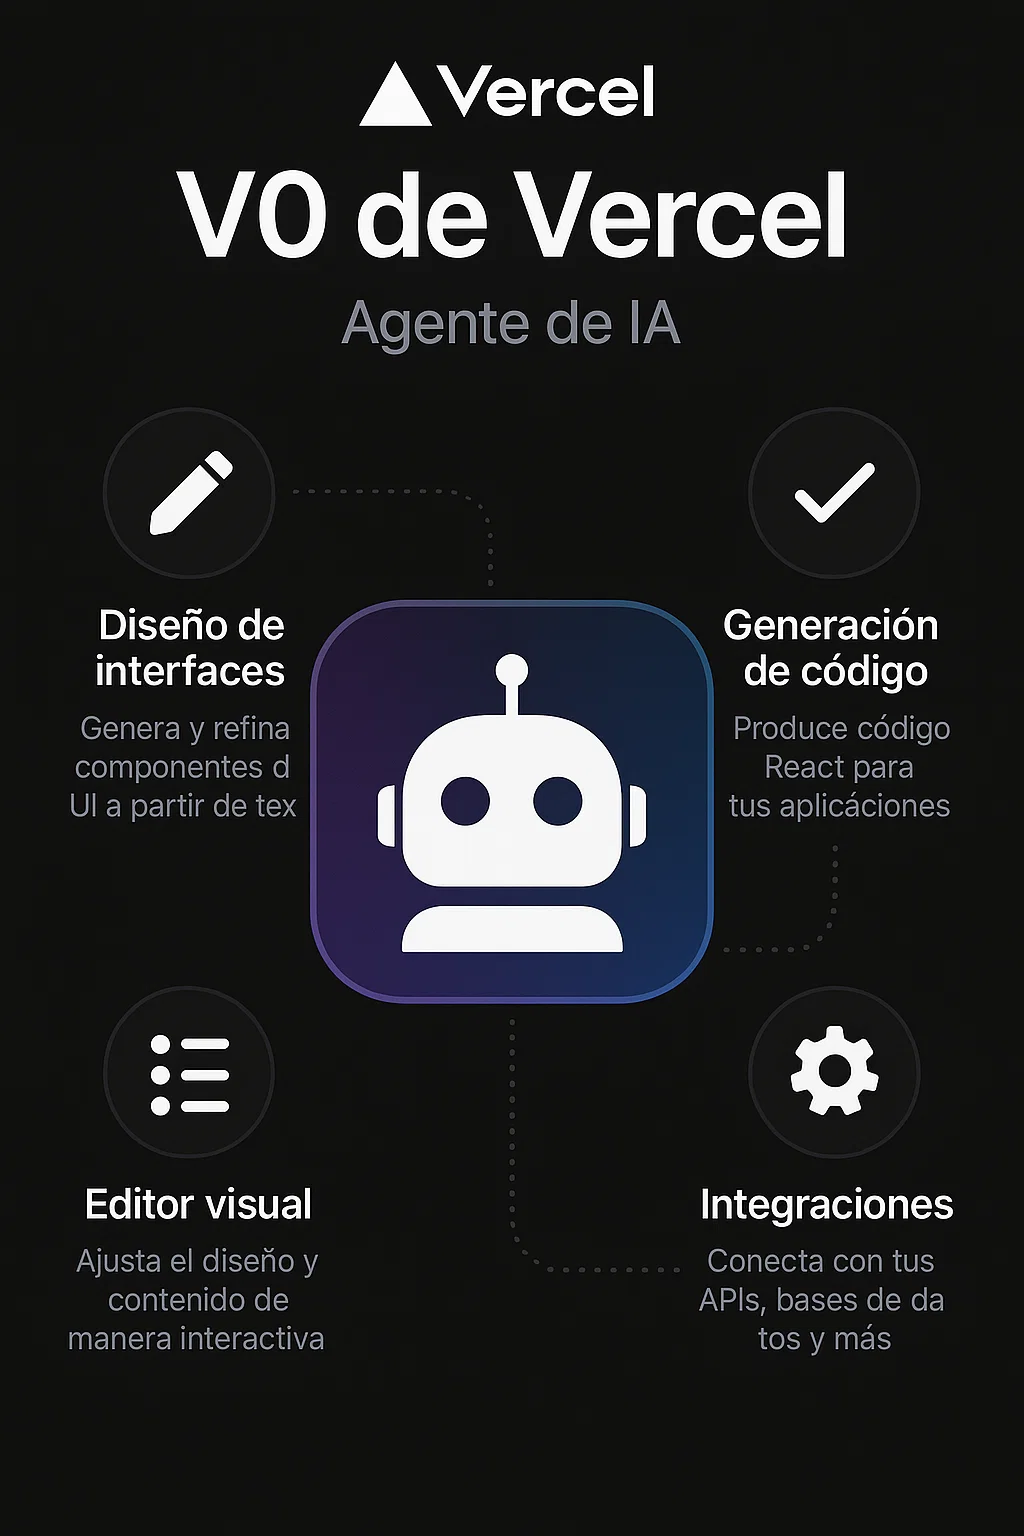 Vercel
V0 de Vercel
Agente de IA
Diseño de
interfaces
Genera y refina
componentes d
UI a partir de tex
Generación
de código
Produce código
React para
tus aplicáciones
Editor visual
Ajusta el diseño y
contenido de
manera interactiva
Integraciones
Conecta con tus
APIs, bases de da
tos y más